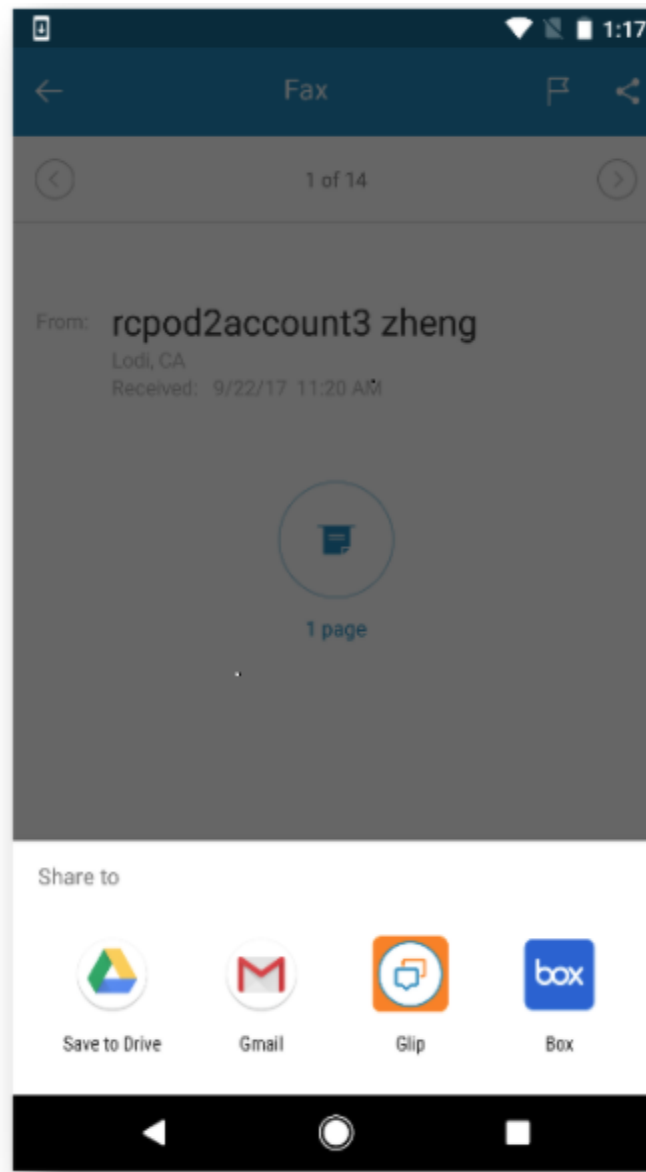 1:17
Fax
1 of 14
From: rcpod2account3 zheng
Lodi, CA
Received: 9/22/17 11:20 AM
1 page
Share to
Save to Drive Gmail Glip box Box